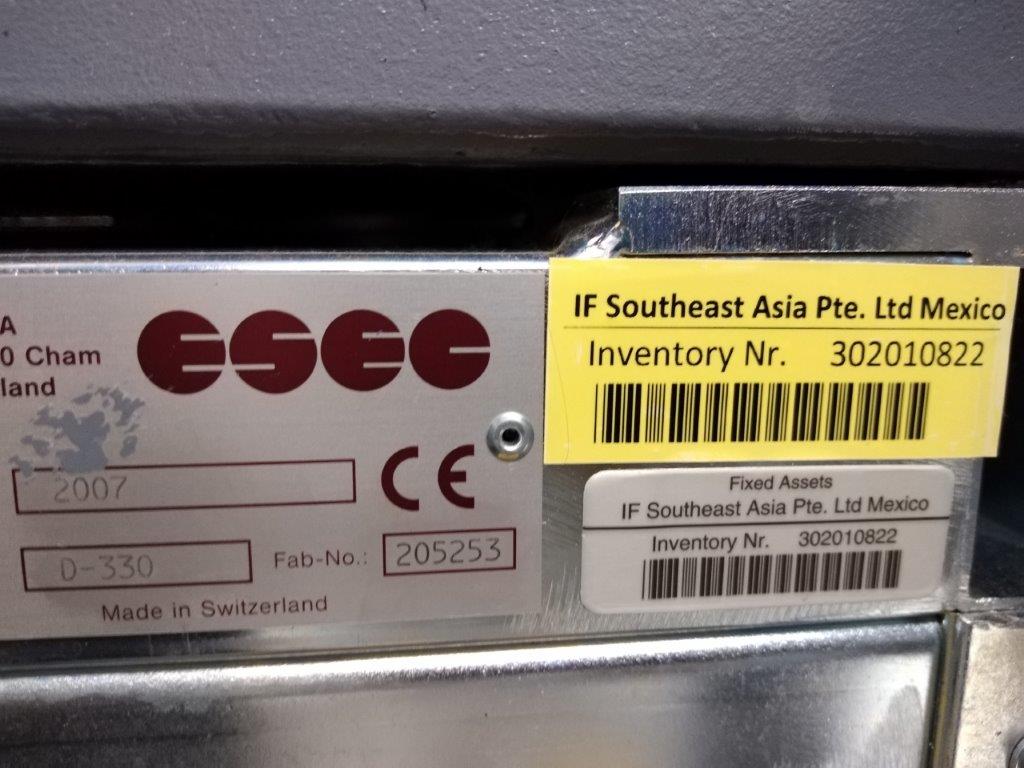 A
0 Cham
land
ESEC
2007
CE
D-330
Fab-No.: 205253
Made in Switzerland
IF Southeast Asia Pte. Ltd Mexico
Inventory Nr. 302010822
Fixed Assets
IF Southeast Asia Pte. Ltd Mexico
Inventory Nr. 302010822